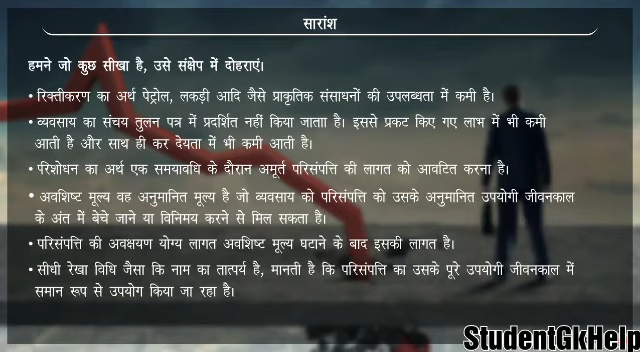 सारांश
हमने जो कुछ सीखा है, उसे संक्षेप में दोहराएं।
• रिक्तीकरण का अर्थ पेट्रोल, लकड़ी आदि जैसे प्राकृतिक संसाधनों की उपलब्धता में कमी है।
• व्यवसाय का संचय तुलन पत्र में प्रदर्शित नहीं किया जाताा है। इससे प्रकट किए गए लाभ में भी कमी
आती है और साथ ही कर देयता में भी कमी आती है।
• परिशोधन का अर्थ एक समयावधि के दौरान अमूर्त परिसंपत्ति की लागत को आवटित करना है।
• अवशिष्ट मूल्य वह अनुमानित मूल्य है जो व्यवसाय को परिसंपत्ति को उसके अनुमानित उपयोगी जीवनकाल
के अंत में बेचे जाने या विनिमय करने से मिल सकता है।
• परिसंपत्ति की अवक्षयण योग्य लागत अवशिष्ट मूल्य घटाने के बाद इसकी लागत है।
• सीधी रेखा विधि जैसा कि नाम का तात्पर्य है, मानती है कि परिसंपत्ति का उसके पूरे उपयोगी जीवनकाल में
समान रूप से उपयोग किया जा रहा है।
StudentGkHelp